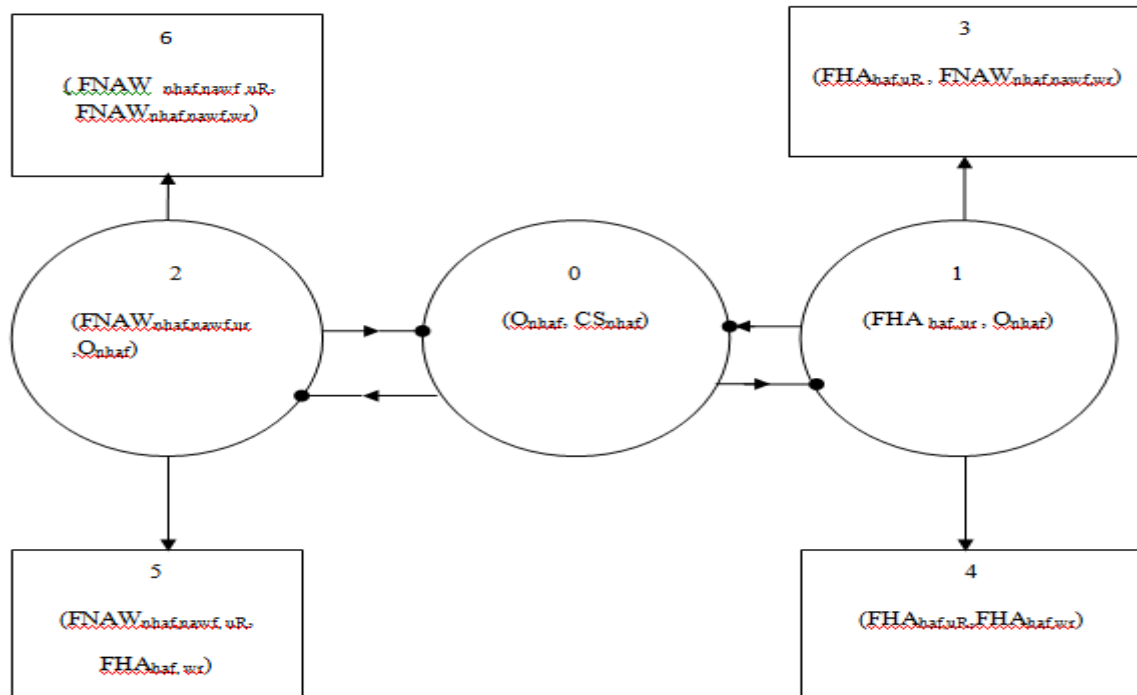 6
( FNAW nhaf,nawf ,uR,
FNAWnhaf,nawf,wr)
3
(FHAhaf,uR , FNAWnhaf,nawf,wr)
2
(FNAWnhaf,nawf,ur
,Onhaf)
0
(Onhaf, CSnhaf)
1
(FHA haf,,ur , Onhaf)
5
(FNAWnhaf,nawf, uR,
FHAhaf, wr)
4
(FHAhaf,uR,FHAhaf,wr)